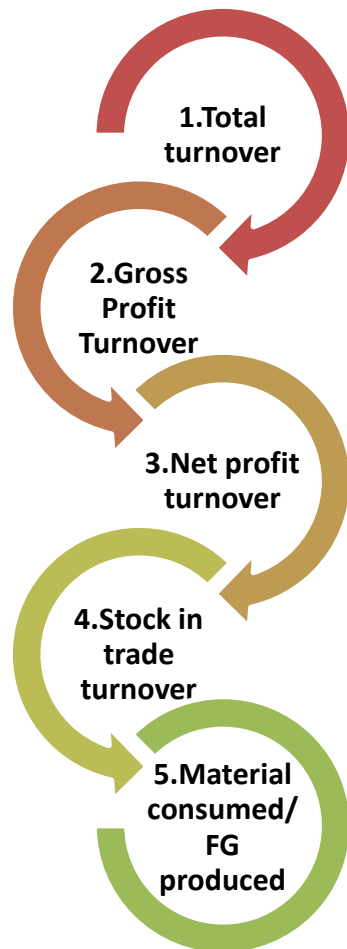 1.Total
turnover
2.Gross
Profit
Turnover
3.Net profit
turnover
4.Stock in
trade
turnover
5.Material
consumed/
FG
produced